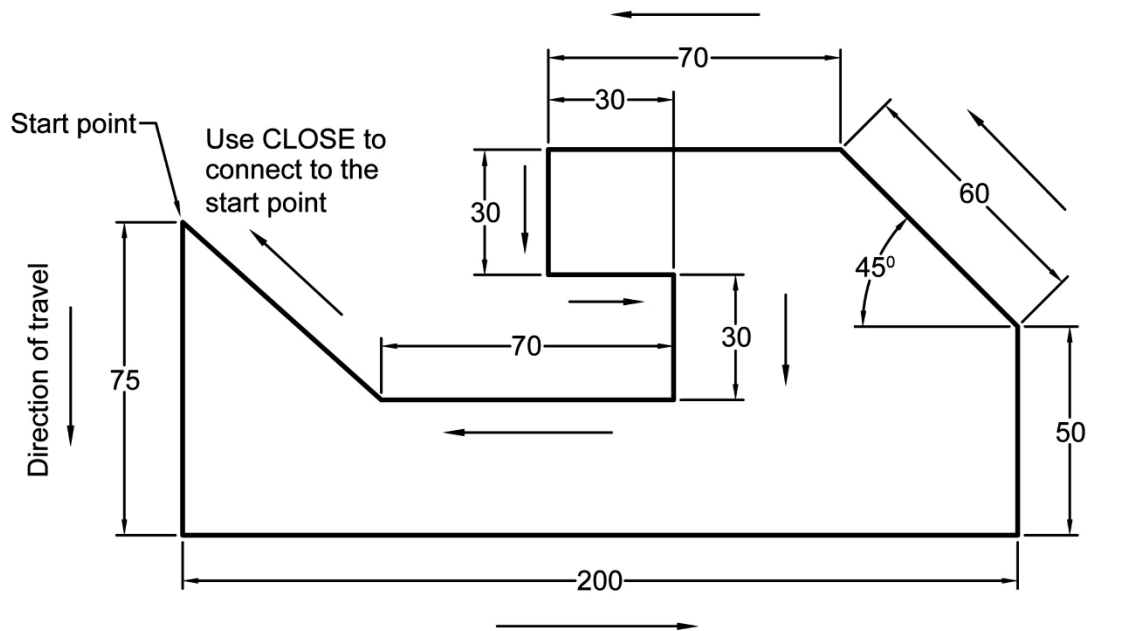 70
30
Start point
Use CLOSE to
connect to the
start point
30
60
45⁰
Direction of travel
70
30
75
50
200